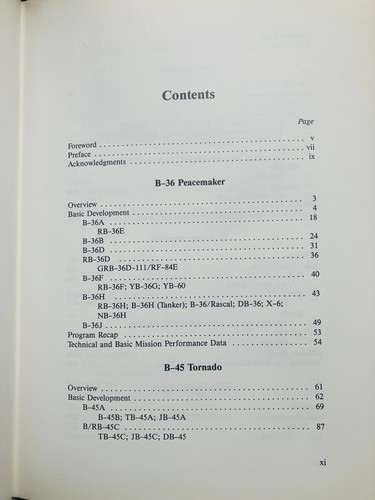 Contents
Page
Foreword . . . . . . . . . . . . . . . . . . . . . . . . . . . . . . . . v
Preface . . . . . . . . . . . . . . . . . . . . . . . . . . . . . . . . vii
Acknowledgments . . . . . . . . . . . . . . . . . . . . . . . . . . . . ix
B–36 Peacemaker
Overview . . . . . . . . . . . . . . . . . . . . . . . . . . . . . . . . 3
Basic Development . . . . . . . . . . . . . . . . . . . . . . . . . . . 4
B–36A . . . . . . . . . . . . . . . . . . . . . . . . . . . . . . . . 18
RB–36E
B–36B . . . . . . . . . . . . . . . . . . . . . . . . . . . . . . . . 24
B–36D . . . . . . . . . . . . . . . . . . . . . . . . . . . . . . . . 31
RB–36D . . . . . . . . . . . . . . . . . . . . . . . . . . . . . . . . 36
GRB–36D–111/RF–84E
B–36F . . . . . . . . . . . . . . . . . . . . . . . . . . . . . . . . 40
RB–36F; YB–36G; YB–60
B–36H . . . . . . . . . . . . . . . . . . . . . . . . . . . . . . . . 43
RB–36H; B–36H (Tanker); B–36/Rascal; DB–36; X–6;
NB–36H
B–36J . . . . . . . . . . . . . . . . . . . . . . . . . . . . . . . . 49
Program Recap . . . . . . . . . . . . . . . . . . . . . . . . . . . . 53
Technical and Basic Mission Performance Data . . . . . . . . . . . . . 54
B–45 Tornado
Overview . . . . . . . . . . . . . . . . . . . . . . . . . . . . . . . . 61
Basic Development . . . . . . . . . . . . . . . . . . . . . . . . . . . 62
B–45A . . . . . . . . . . . . . . . . . . . . . . . . . . . . . . . . 69
B–45B; TB–45A; JB–45A
B/RB–45C . . . . . . . . . . . . . . . . . . . . . . . . . . . . . . . 87
TB–45C; JB–45C; DB–45
xi